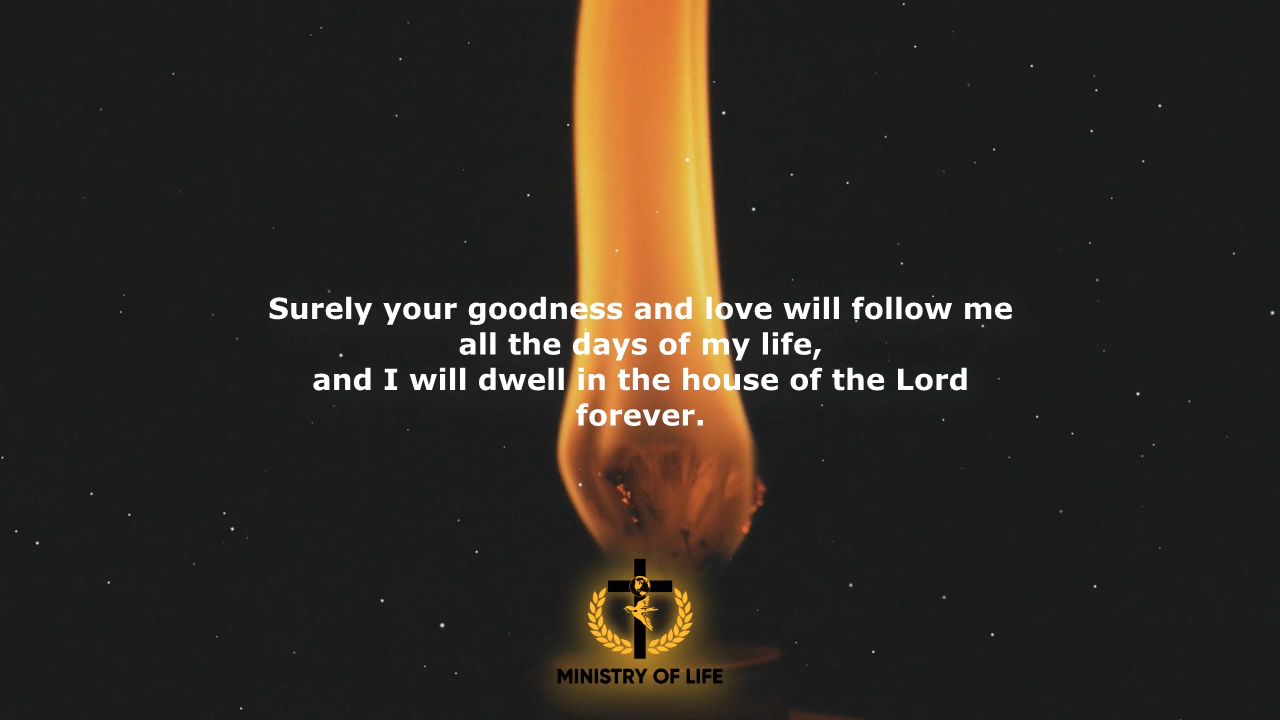 Surely your goodness and love will follow me
all the days of my life,
and I will dwell in the house of the Lord
forever.
MINISTRY OF LIFE